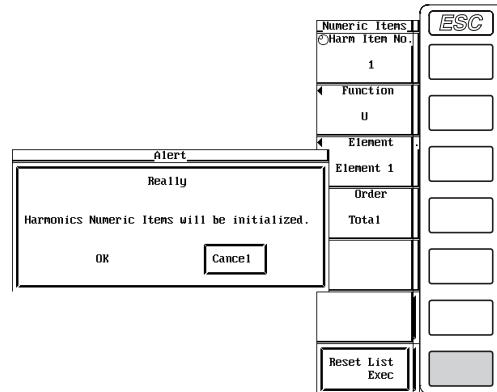 Numeric Items
ESC
Harm Item No.
1
Function
U
Element
Element 1
Order
Total
Alert
Really
Harmonics Numeric Items will be initialized.
OK
Cancel
Reset List
Exec